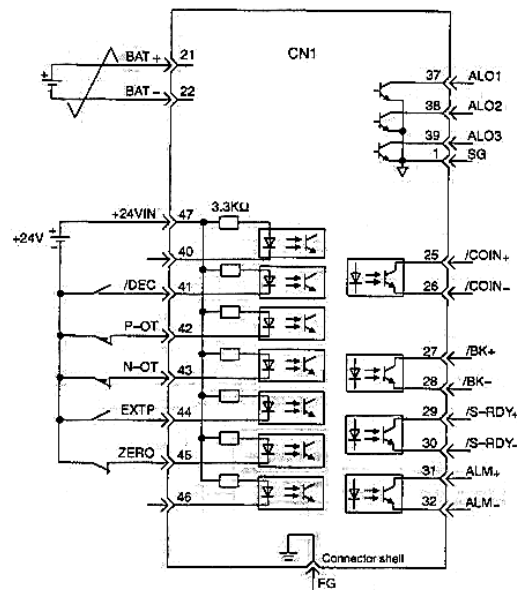 BAT+ 21
CN1
BAT- 22
37 ALO1
38 ALO2
39 ALO3
1 SG
3.3KΩ
+24VIN 47
+24V
40
/DEC 41
P-OT 42
N-OT 43
EXTP 44
ZERO 45
46
25 /COIN+
26 /COIN-
27 /BK+
28 /BK-
29 /S-RDY+
30 /S-RDY-
31 ALM+
32 ALM-
Connector shell
FG